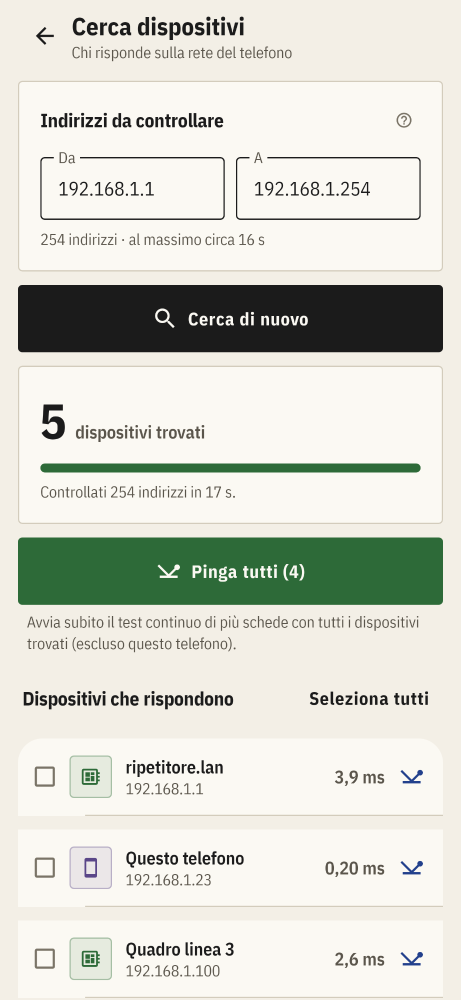 Cerca dispositivi
Chi risponde sulla rete del telefono
Indirizzi da controllare
Da
A
192.168.1.1
192.168.1.254
254 indirizzi · al massimo circa 16 s
Cerca di nuovo
5 dispositivi trovati
Controllati 254 indirizzi in 17 s.
Pinga tutti (4)
Avvia subito il test continuo di più schede con tutti i dispositivi
trovati (escluso questo telefono).
Dispositivi che rispondono
Seleziona tutti
ripetitore.lan
192.168.1.1
3,9 ms
Questo telefono
192.168.1.23
0,20 ms
Quadro linea 3
192.168.1.100
2,6 ms